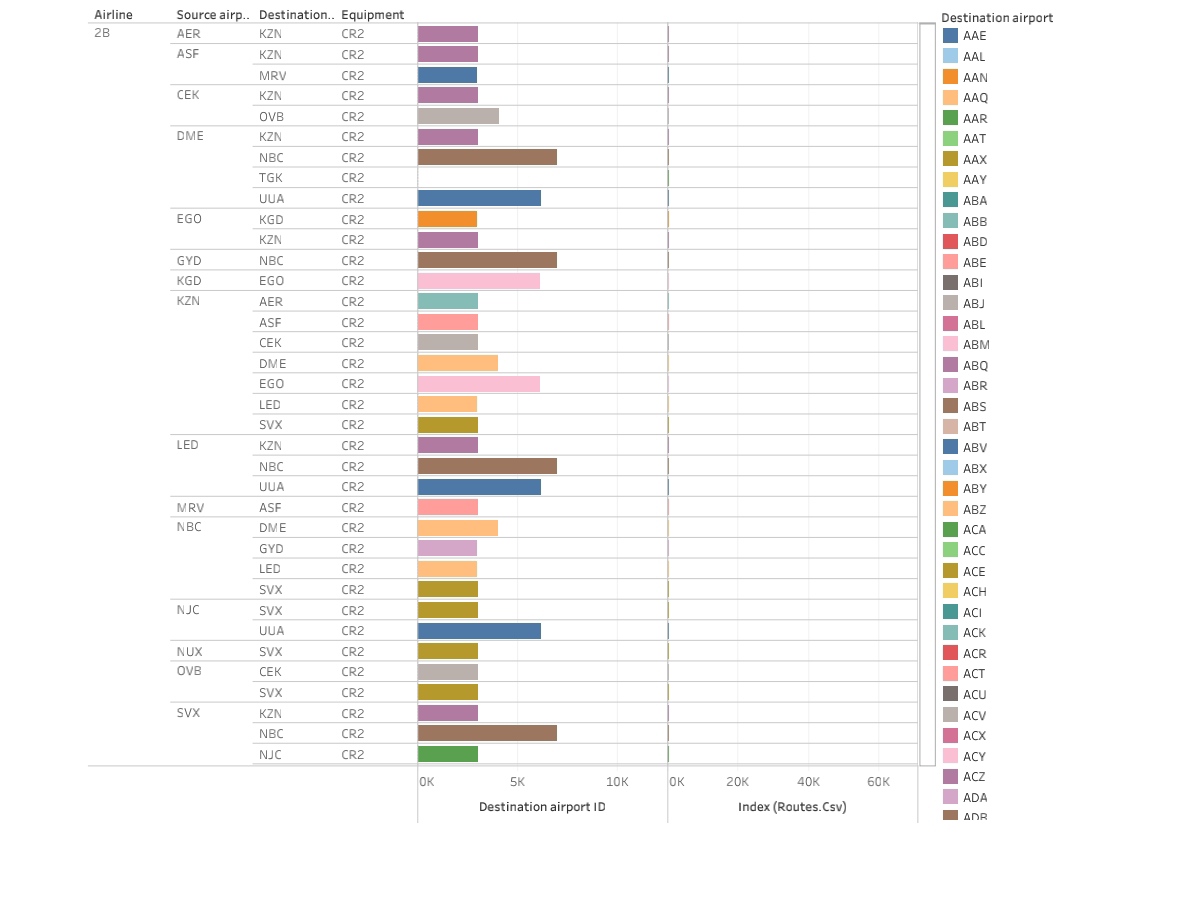 Airline Source airp.. Destination.. Equipment
2B AER KZN CR2
ASF KZN CR2
MRV CR2
CEK KZN CR2
OVB CR2
DME KZN CR2
NBC CR2
TGK CR2
UUA CR2
EGO KGD CR2
KZN CR2
GYD NBC CR2
KGD EGO CR2
KZN AER CR2
ASF CR2
CEK CR2
DME CR2
EGO CR2
LED CR2
SVX CR2
LED KZN CR2
NBC CR2
UUA CR2
MRV ASF CR2
NBC DME CR2
GYD CR2
LED CR2
SVX CR2
NJC SVX CR2
UUA CR2
NUX SVX CR2
OVB CEK CR2
SVX CR2
SVX KZN CR2
NBC CR2
NJC CR2
0K 5K 10K 0K 20K 40K 60K
Destination airport ID Index (Routes.Csv)
Destination airport
AAE
AAL
AAN
AAQ
AAR
AAT
AAX
AAY
ABA
ABB
ABD
ABE
ABI
ABJ
ABL
ABM
ABQ
ABR
ABS
ABT
ABV
ABX
ABY
ABZ
ACA
ACC
ACE
ACH
ACI
ACK
ACR
ACT
ACU
ACV
ACX
ACY
ACZ
ADA